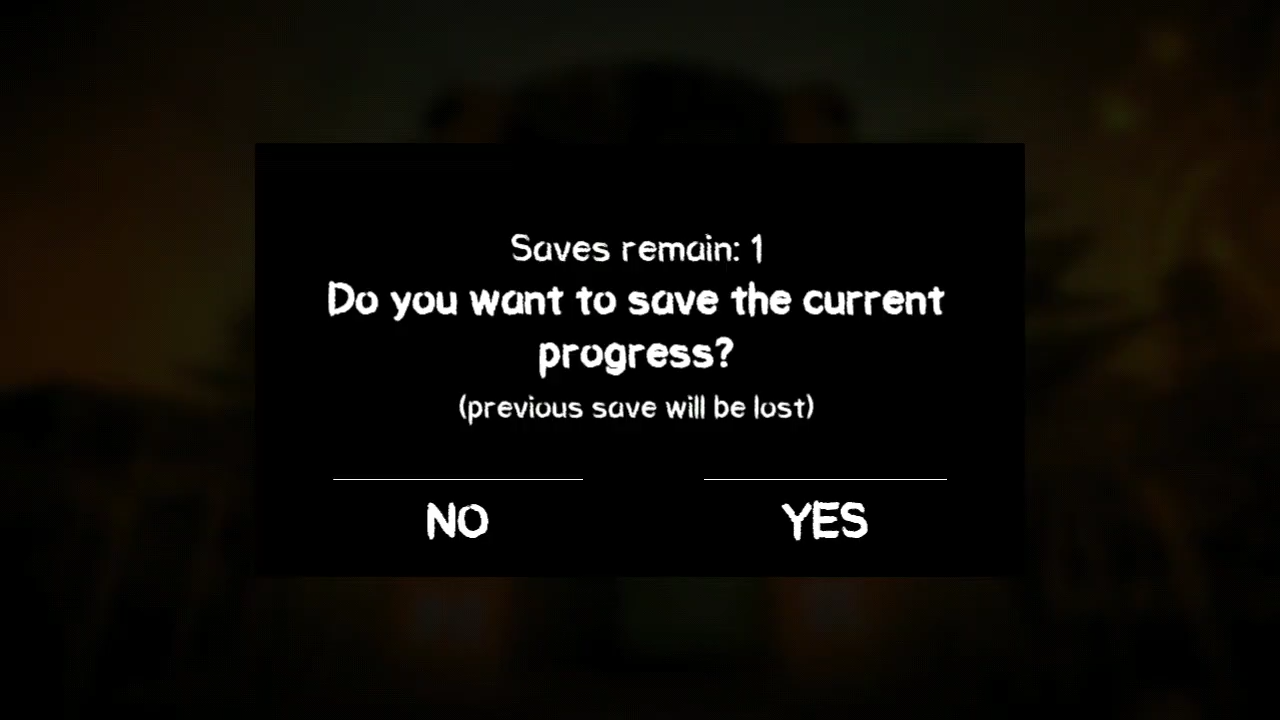 Saves remain: 1
Do you want to save the current
progress?
(previous save will be lost)
NO
YES